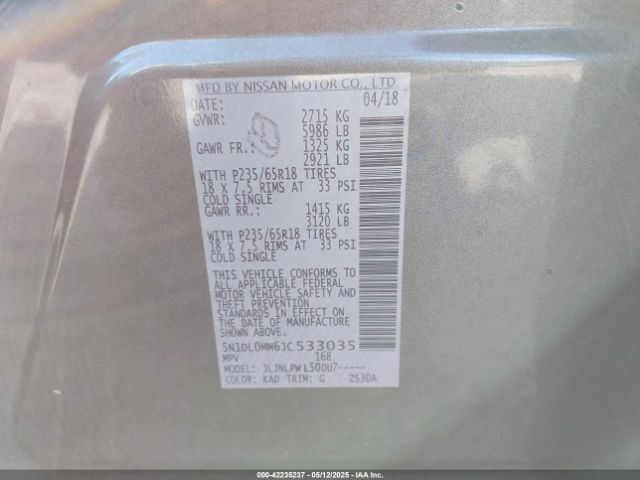 MFD BY NISSAN MOTOR CO., LTD.
DATE: 04/18
GVWR: 2715 KG
5986 LB
GAWR FR.: 1325 KG
2921 LB
WITH P235/65R18 TIRES
18 X 7.5 RIMS AT 33 PSI
COLD SINGLE
GAWR RR.: 1415 KG
3120 LB
WITH P235/65R18 TIRES
18 X 7.5 RIMS AT 33 PSI
COLD SINGLE
THIS VEHICLE CONFORMS TO
ALL APPLICABLE FEDERAL
MOTOR VEHICLE SAFETY AND
THEFT PREVENTION
STANDARDS IN EFFECT ON
THE DATE OF MANUFACTURE
SHOWN ABOVE.
5N1DL0MM6JC533035
MPV 168
MODEL: JLJNLPW L50DU7-----
COLOR: KAD TRIM: G Z530A
000-42235237 - 05/12/2025 - IAA, Inc.